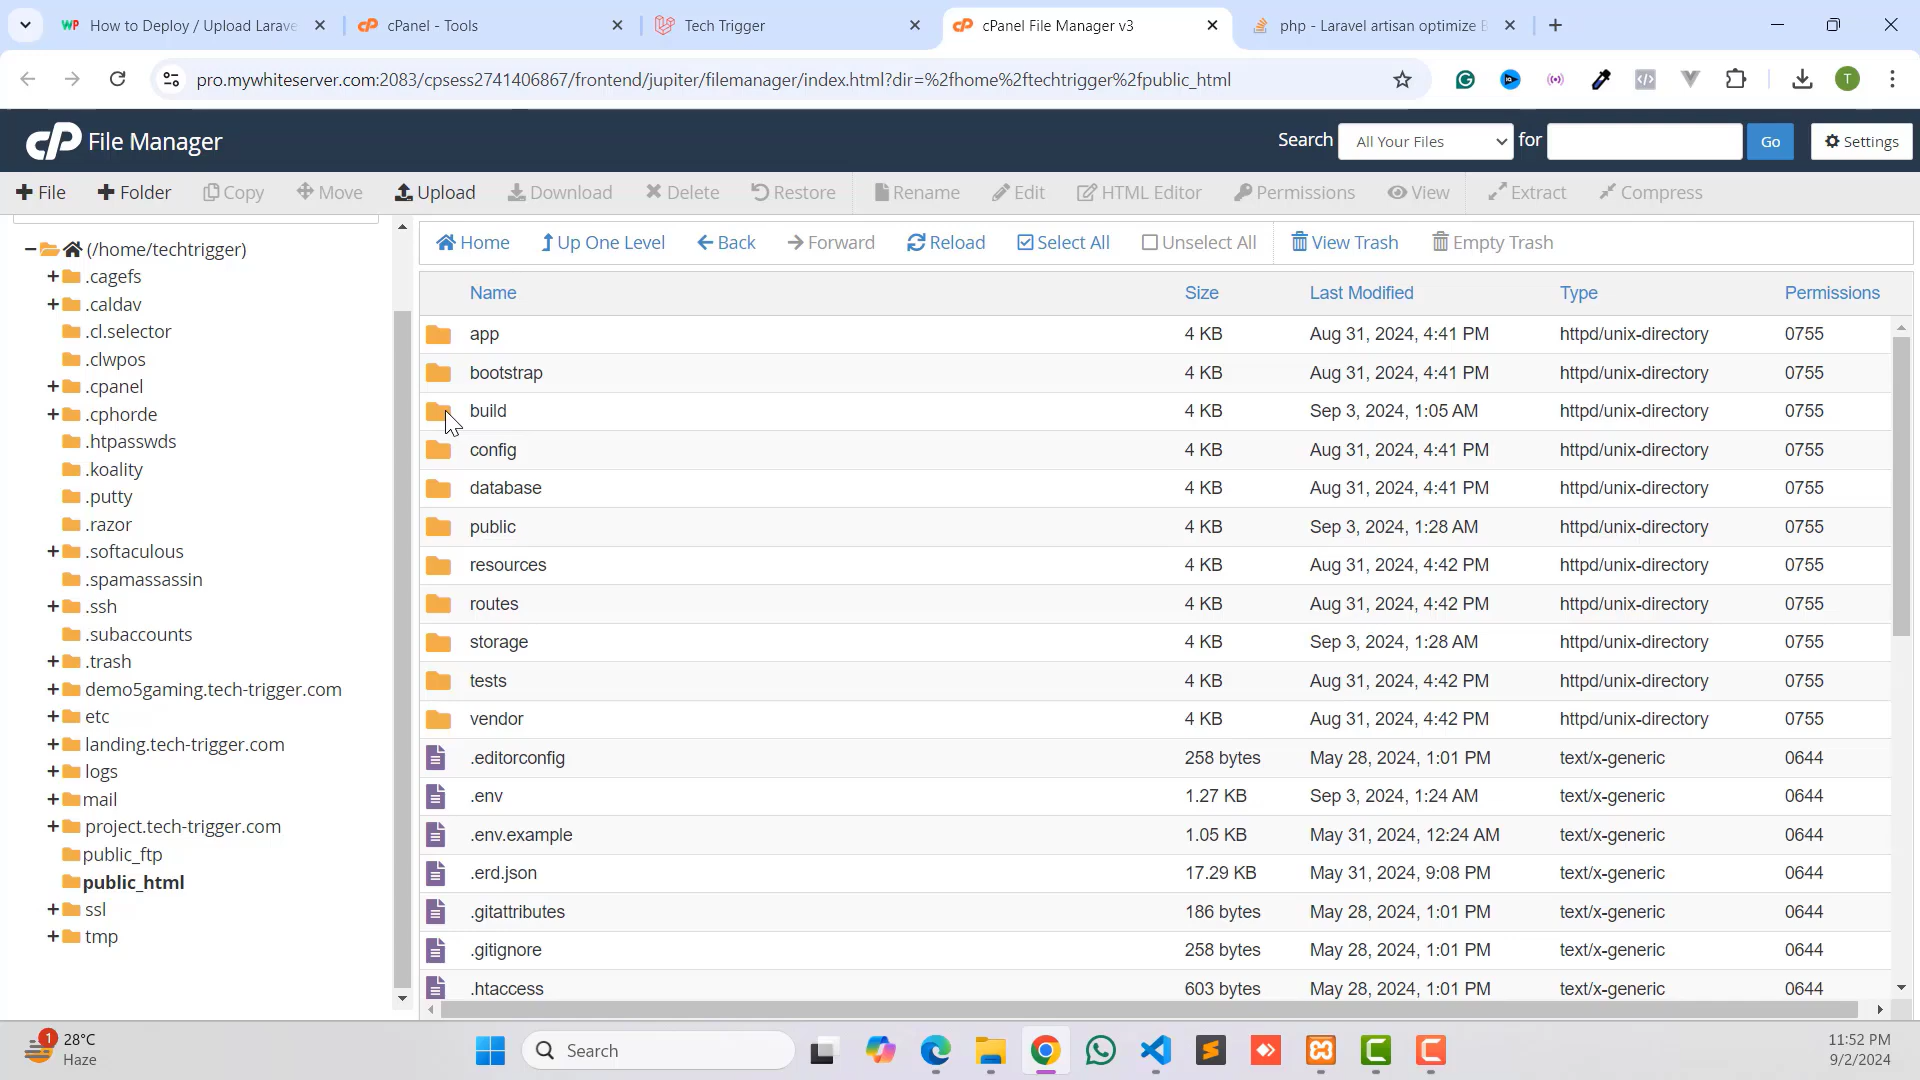 How to Deploy / Upload Larave
cPanel - Tools
Tech Trigger
cPanel File Manager v3
php - Laravel artisan optimize B
pro.mywhiteserver.com:2083/cpsess2741406867/frontend/jupiter/filemanager/index.html?dir=%2fhome%2ftechtrigger%2fpublic_html
T
cP File Manager
Search All Your Files for Go Settings
File Folder Copy Move Upload Download Delete Restore Rename Edit HTML Editor Permissions View Extract Compress
Home Up One Level Back Forward Reload Select All Unselect All View Trash Empty Trash
(/home/techtrigger)
.cagefs
.caldav
.cl.selector
.clwpos
.cpanel
.cphorde
.htpasswds
.koality
.putty
.razor
.softaculous
.spamassassin
.ssh
.subaccounts
.trash
demo5gaming.tech-trigger.com
etc
landing.tech-trigger.com
logs
mail
project.tech-trigger.com
public_ftp
public_html
ssl
tmp
Name Size Last Modified Type Permissions
app 4 KB Aug 31, 2024, 4:41 PM httpd/unix-directory 0755
bootstrap 4 KB Aug 31, 2024, 4:41 PM httpd/unix-directory 0755
build 4 KB Sep 3, 2024, 1:05 AM httpd/unix-directory 0755
config 4 KB Aug 31, 2024, 4:41 PM httpd/unix-directory 0755
database 4 KB Aug 31, 2024, 4:41 PM httpd/unix-directory 0755
public 4 KB Sep 3, 2024, 1:28 AM httpd/unix-directory 0755
resources 4 KB Aug 31, 2024, 4:42 PM httpd/unix-directory 0755
routes 4 KB Aug 31, 2024, 4:42 PM httpd/unix-directory 0755
storage 4 KB Sep 3, 2024, 1:28 AM httpd/unix-directory 0755
tests 4 KB Aug 31, 2024, 4:42 PM httpd/unix-directory 0755
vendor 4 KB Aug 31, 2024, 4:42 PM httpd/unix-directory 0755
.editorconfig 258 bytes May 28, 2024, 1:01 PM text/x-generic 0644
.env 1.27 KB Sep 3, 2024, 1:24 AM text/x-generic 0644
.env.example 1.05 KB May 31, 2024, 12:24 AM text/x-generic 0644
.erd.json 17.29 KB May 31, 2024, 9:08 PM text/x-generic 0644
.gitattributes 186 bytes May 28, 2024, 1:01 PM text/x-generic 0644
.gitignore 258 bytes May 28, 2024, 1:01 PM text/x-generic 0644
.htaccess 603 bytes May 28, 2024, 1:01 PM text/x-generic 0644
1
28°C
Haze
Search
11:52 PM
9/2/2024